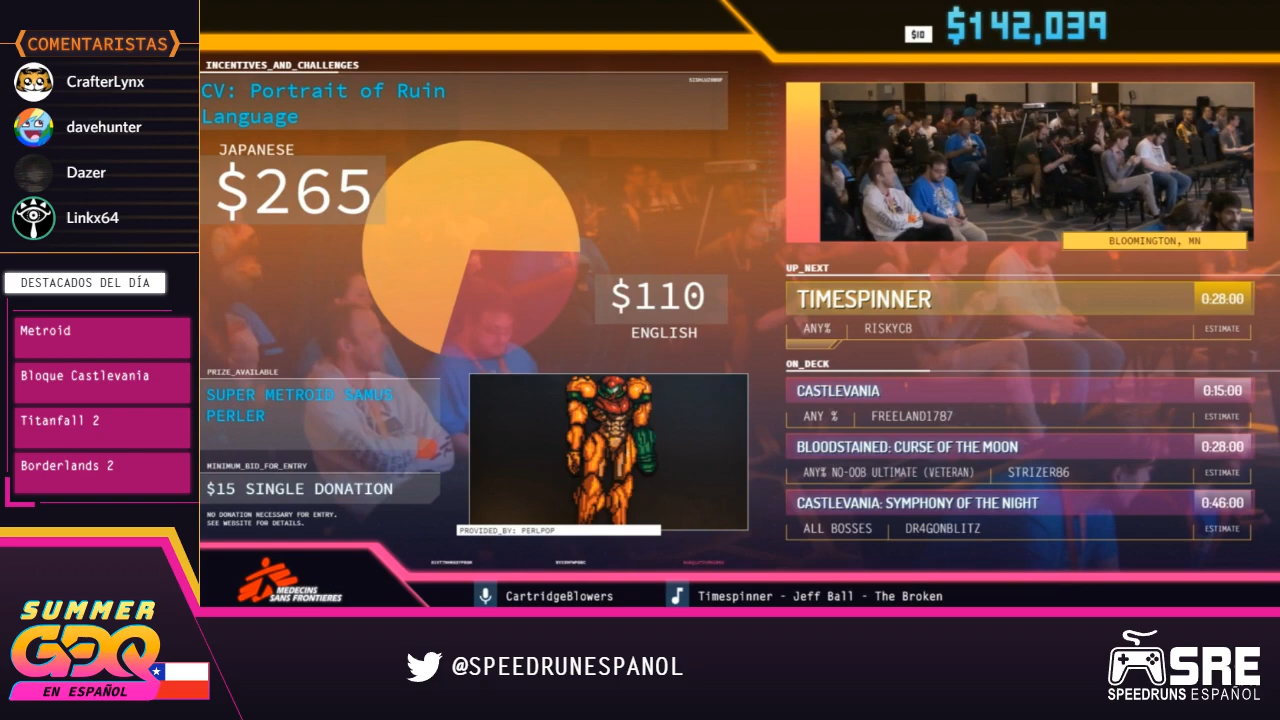 COMENTARISTAS
CrafterLynx
davehunter
Dazer
Linkx64
DESTACADOS DEL DÍA
Metroid
Bloque Castlevania
Titanfall 2
Borderlands 2
SUMMER
GDQ
EN ESPAÑOL
$10
$142,039
INCENTIVES_AND_CHALLENGES
CV: Portrait of Ruin
Language
JAPANESE
$265
$110
ENGLISH
PRIZE_AVAILABLE
SUPER METROID SAMUS
PERLER
MINIMUM_BID_FOR_ENTRY
$15 SINGLE DONATION
NO DONATION NECESSARY FOR ENTRY.
SEE WEBSITE FOR DETAILS.
PROVIDED_BY: PERLPOP
BLOOMINGTON, MN
UP_NEXT
TIMESPINNER
0:28:00
ANY%
RISKYCB
ESTIMATE
ON_DECK
CASTLEVANIA
0:15:00
ANY %
FREELAND1787
ESTIMATE
BLOODSTAINED: CURSE OF THE MOON
0:28:00
ANY% NO-OOB ULTIMATE (VETERAN)
STRIZER86
ESTIMATE
CASTLEVANIA: SYMPHONY OF THE NIGHT
0:46:00
ALL BOSSES
DR4GONBLITZ
ESTIMATE
MEDECINS
SANS FRONTIERES
CartridgeBlowers
Timespinner - Jeff Ball - The Broken
@SPEEDRUNESPANOL
SRE
SPEEDRUNS ESPAÑOL